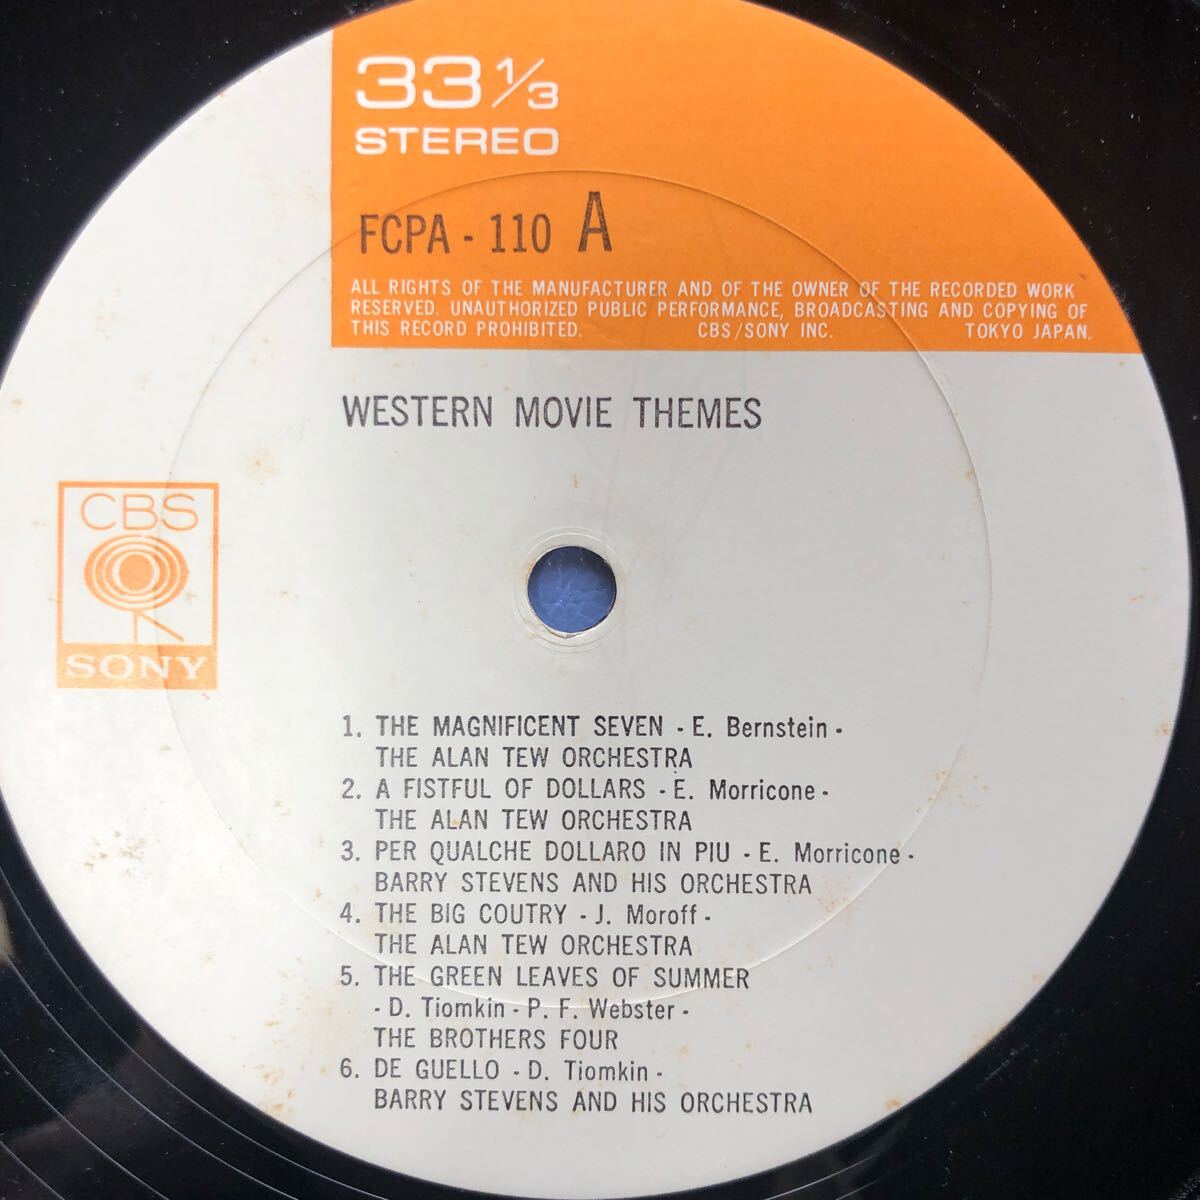 33 1/3
STEREO
FCPA - 110 A
ALL RIGHTS OF THE MANUFACTURER AND OF THE OWNER OF THE RECORDED WORK
RESERVED. UNAUTHORIZED PUBLIC PERFORMANCE, BROADCASTING AND COPYING OF
THIS RECORD PROHIBITED. CBS/SONY INC. TOKYO JAPAN.
WESTERN MOVIE THEMES
CBS
SONY
1. THE MAGNIFICENT SEVEN - E. Bernstein -
THE ALAN TEW ORCHESTRA
2. A FISTFUL OF DOLLARS - E. Morricone -
THE ALAN TEW ORCHESTRA
3. PER QUALCHE DOLLARO IN PIU - E. Morricone -
BARRY STEVENS AND HIS ORCHESTRA
4. THE BIG COUTRY - J. Moroff -
THE ALAN TEW ORCHESTRA
5. THE GREEN LEAVES OF SUMMER
- D. Tiomkin - P. F. Webster -
THE BROTHERS FOUR
6. DE GUELLO - D. Tiomkin -
BARRY STEVENS AND HIS ORCHESTRA